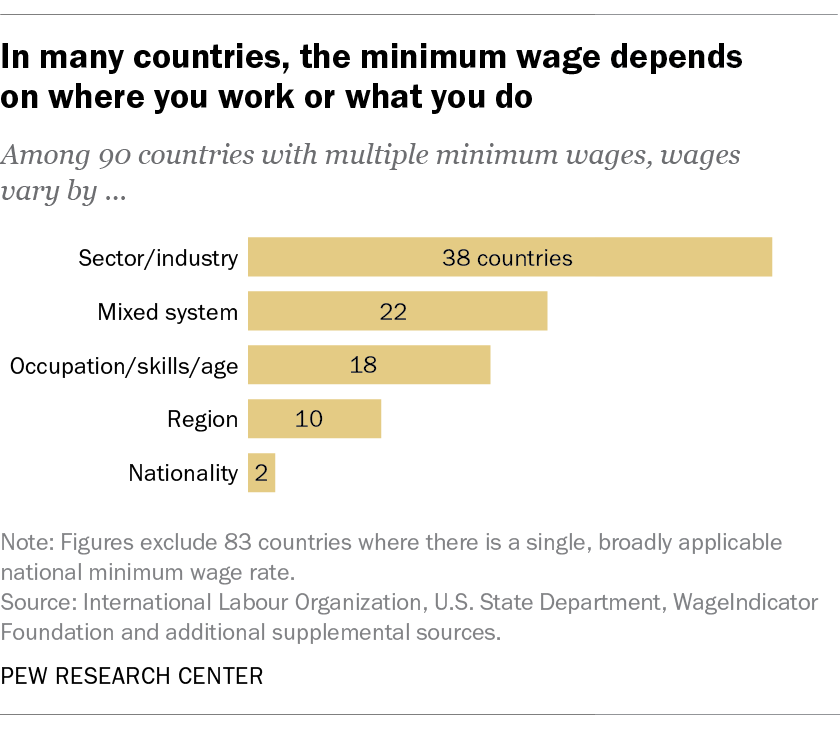 In many countries, the minimum wage depends
on where you work or what you do
Among 90 countries with multiple minimum wages, wages
vary by ...
Sector/industry 38 countries
Mixed system 22
Occupation/skills/age 18
Region 10
Nationality 2
Note: Figures exclude 83 countries where there is a single, broadly applicable
national minimum wage rate.
Source: International Labour Organization, U.S. State Department, WageIndicator
Foundation and additional supplemental sources.
PEW RESEARCH CENTER